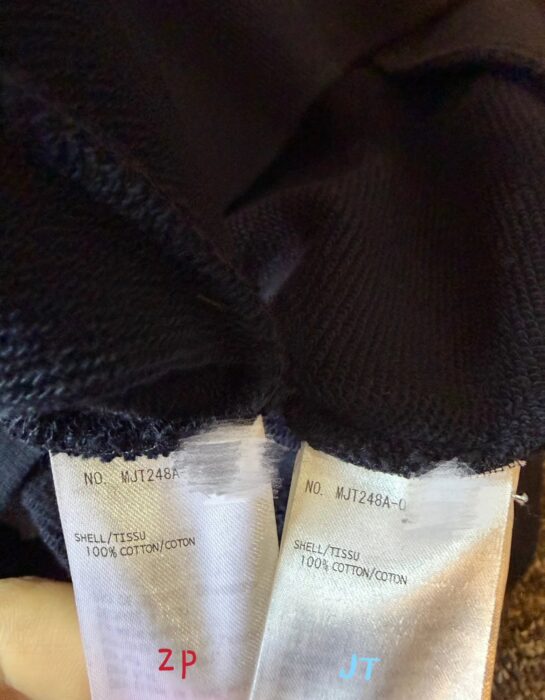 NO. MJT248A-
SHELL/TISSU
100% COTTON/COTON
ZP
NO. MJT248A-0
SHELL/TISSU
100% COTTON/COTON
JT